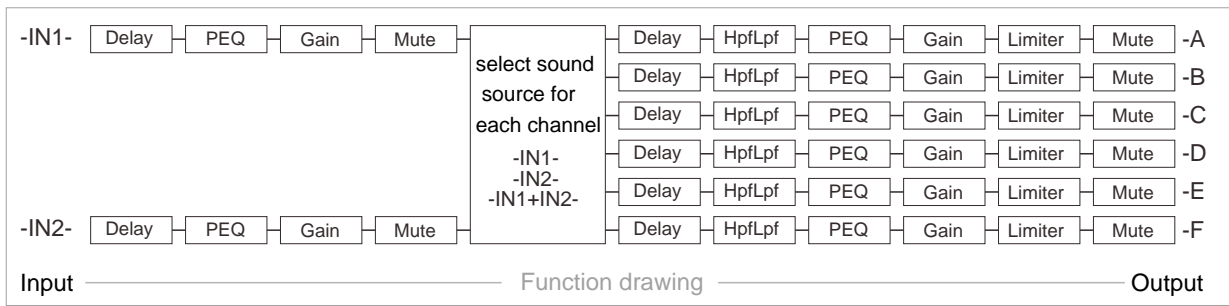 -IN1- Delay PEQ Gain Mute Delay HpfLpf PEQ Gain Limiter Mute -A
select sound
Delay HpfLpf PEQ Gain Limiter Mute -B
source for
each channel
Delay HpfLpf PEQ Gain Limiter Mute -C
-IN1-
Delay HpfLpf PEQ Gain Limiter Mute -D
-IN2-
-IN1+IN2-
Delay HpfLpf PEQ Gain Limiter Mute -E
-IN2- Delay PEQ Gain Mute Delay HpfLpf PEQ Gain Limiter Mute -F
Input Function drawing Output